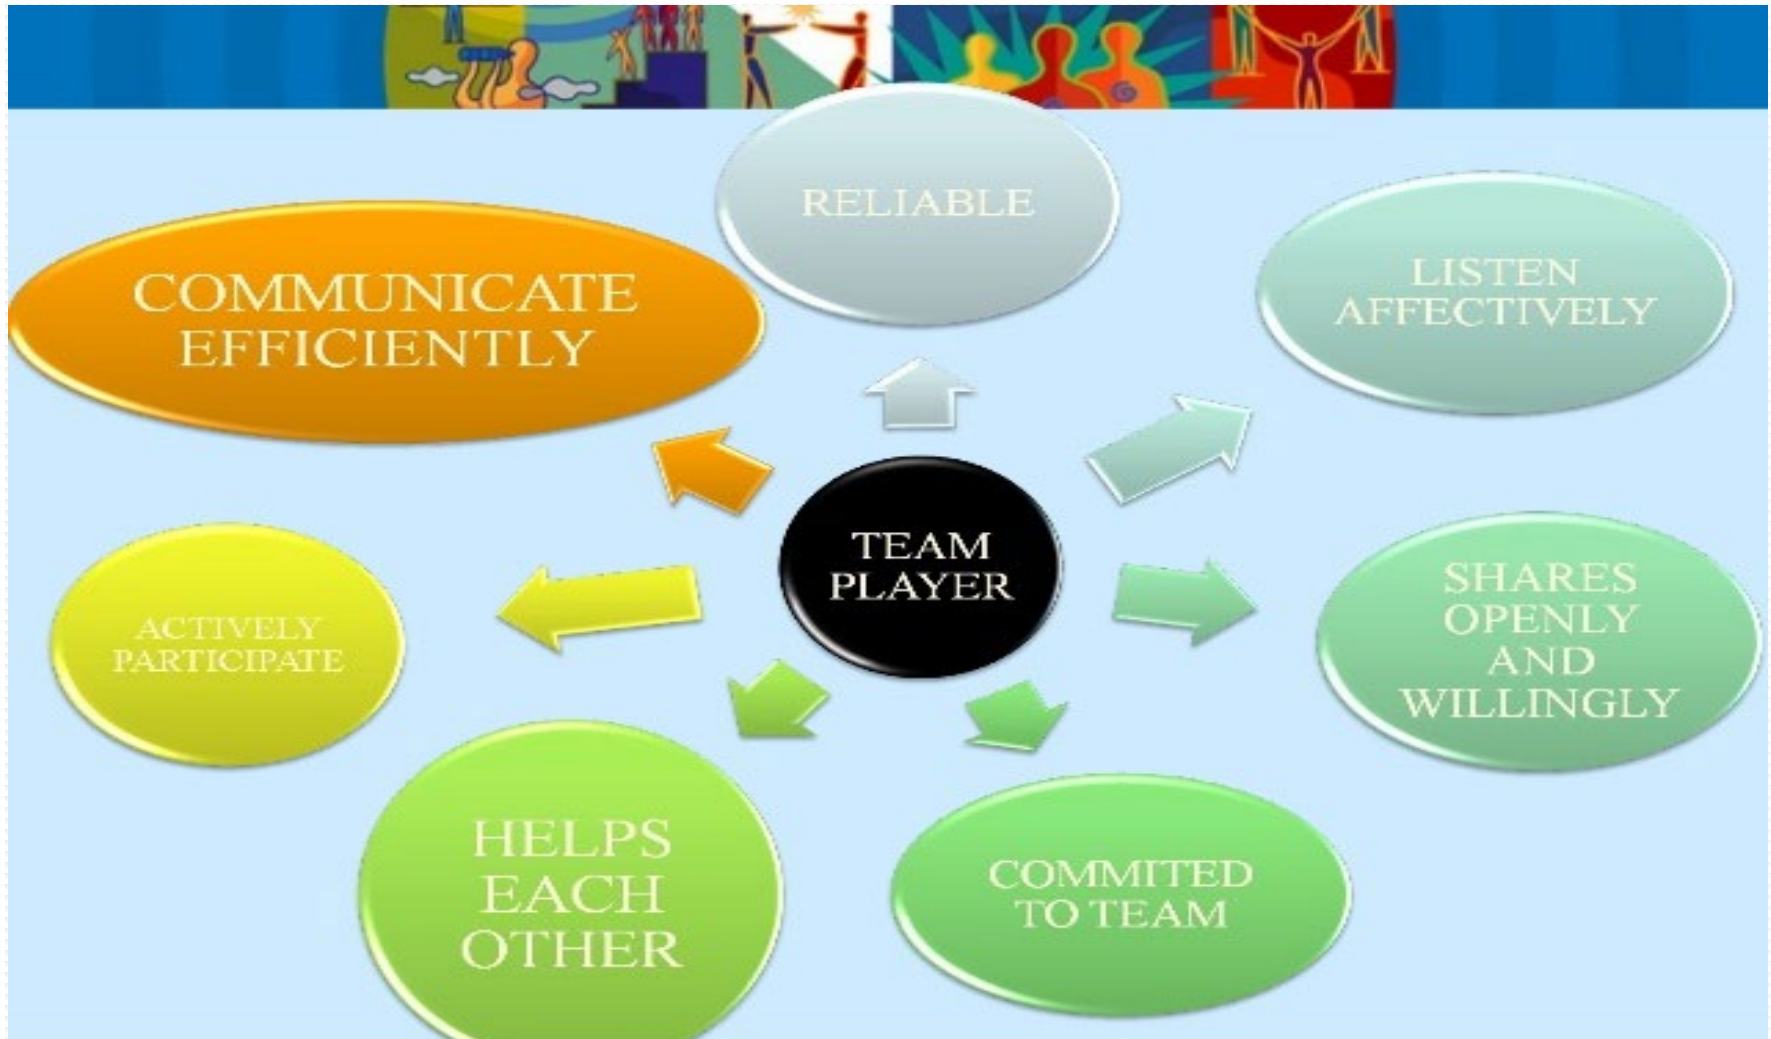 RELIABLE
LISTEN
AFFECTIVELY
SHARES
OPENLY
AND
WILLINGLY
COMMITED
TO TEAM
HELPS
EACH
OTHER
ACTIVELY
PARTICIPATE
COMMUNICATE
EFFICIENTLY
TEAM
PLAYER